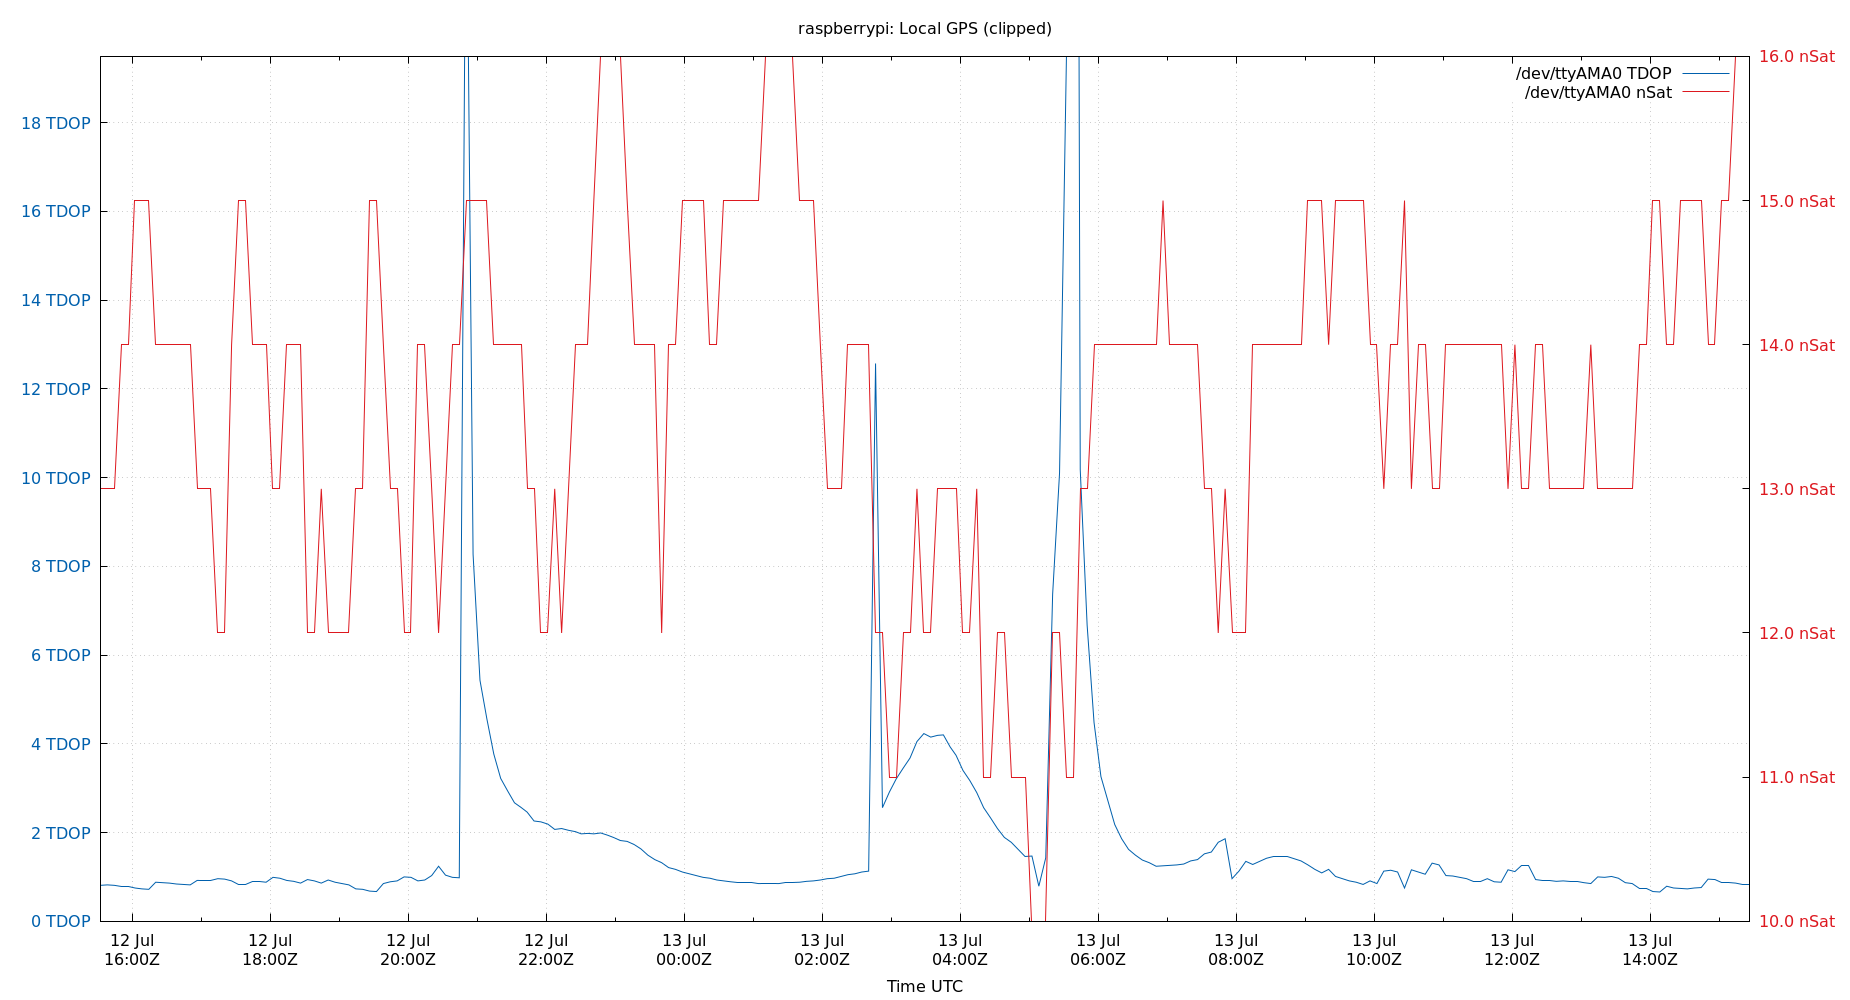 raspberrypi: Local GPS (clipped)
/dev/ttyAMA0 TDOP
/dev/ttyAMA0 nSat
18 TDOP
16 TDOP
14 TDOP
12 TDOP
10 TDOP
8 TDOP
6 TDOP
4 TDOP
2 TDOP
0 TDOP
16.0 nSat
15.0 nSat
14.0 nSat
13.0 nSat
12.0 nSat
11.0 nSat
10.0 nSat
12 Jul
16:00Z
12 Jul
18:00Z
12 Jul
20:00Z
12 Jul
22:00Z
13 Jul
00:00Z
13 Jul
02:00Z
13 Jul
04:00Z
13 Jul
06:00Z
13 Jul
08:00Z
13 Jul
10:00Z
13 Jul
12:00Z
13 Jul
14:00Z
Time UTC